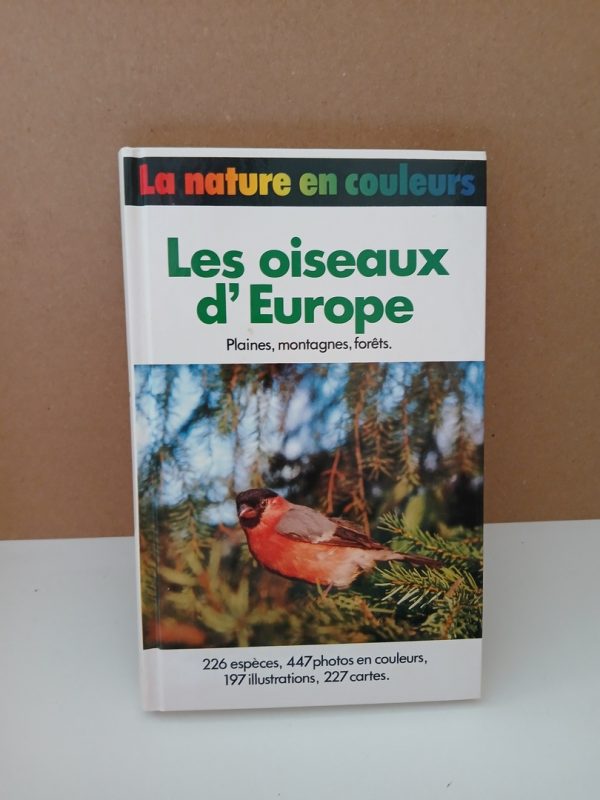 La nature en couleurs
Les oiseaux
d'Europe
Plaines, montagnes, forêts.
226 espèces, 447 photos en couleurs,
197 illustrations, 227 cartes.